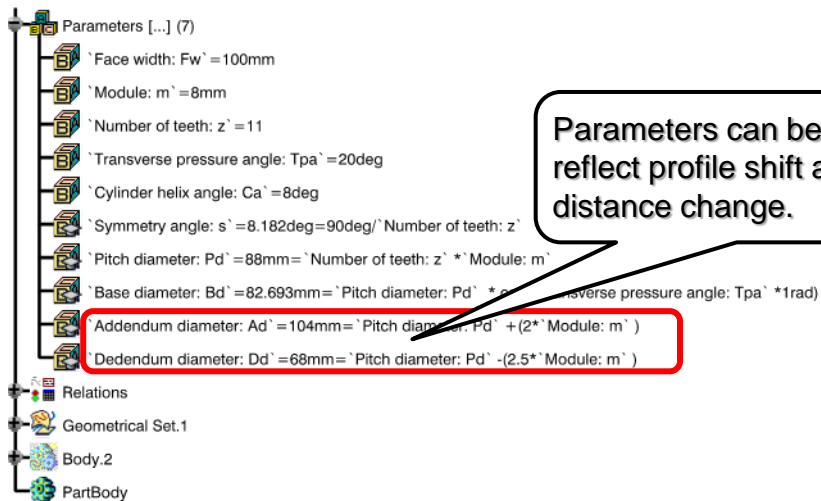 Parameters [...] (7)
`Face width: Fw`=100mm
`Module: m`=8mm
`Number of teeth: z`=11
`Transverse pressure angle: Tpa`=20deg
`Cylinder helix angle: Ca`=8deg
`Symmetry angle: s`=8.182deg=90deg/`Number of teeth: z`
`Pitch diameter: Pd`=88mm=`Number of teeth: z` *`Module: m`
`Base diameter: Bd`=82.693mm=`Pitch diameter: Pd` * pressure angle: Tpa` *1rad)
`Addendum diameter: Ad`=104mm=`Pitch diameter: Pd` +(2*`Module: m` )
`Dedendum diameter: Dd`=68mm=`Pitch diameter: Pd` -(2.5*`Module: m` )
Relations
Geometrical Set.1
Body.2
PartBody
Parameters can be
reflect profile shift
distance change.